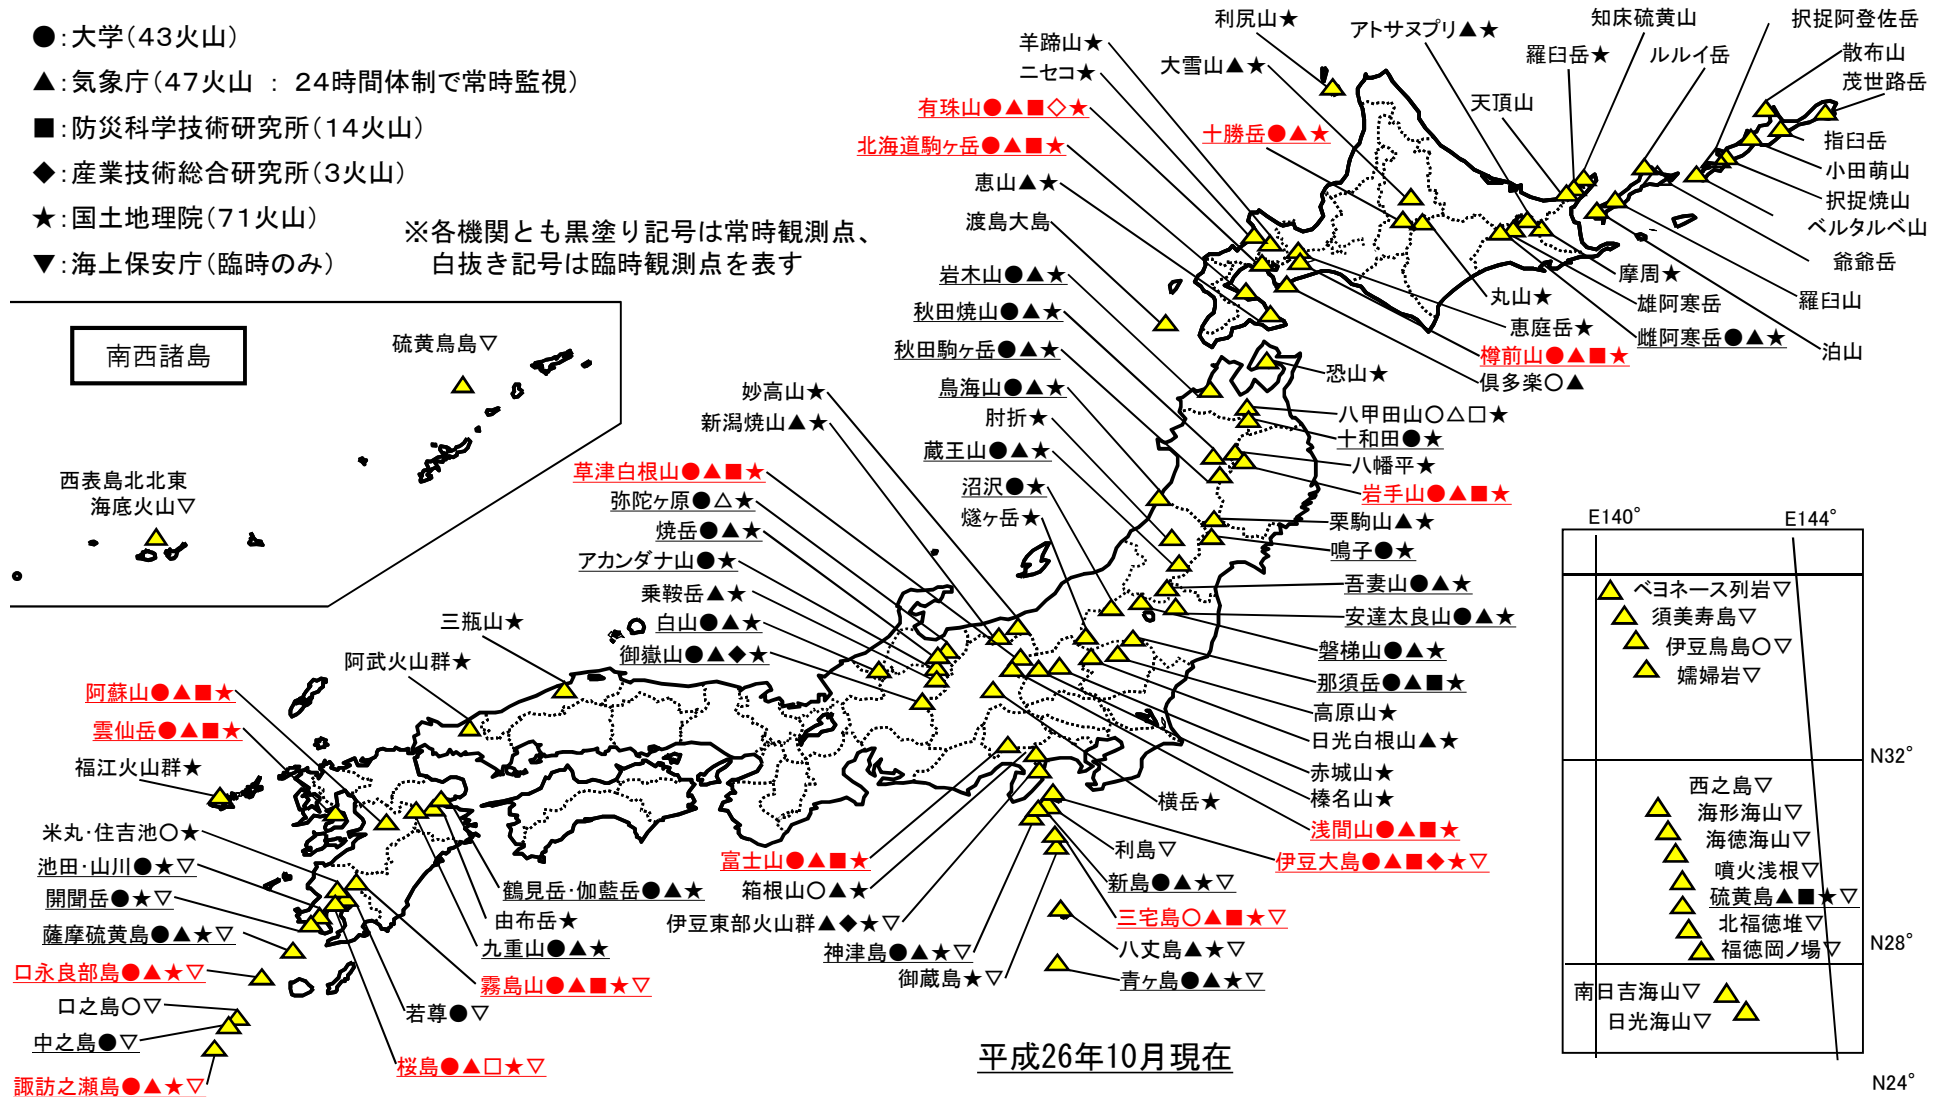 ●:大学(43火山)
▲:気象庁(47火山 : 24時間体制で常時監視)
■:防災科学技術研究所(14火山)
◆:産業技術総合研究所(3火山)
★:国土地理院(71火山)
▼:海上保安庁(臨時のみ)
※各機関とも黒塗り記号は常時観測点、
白抜き記号は臨時観測点を表す
南西諸島
硫黄鳥島▽
西表島北北東
海底火山▽
利尻山★
羊蹄山★
ニセコ★
大雪山▲★
有珠山●▲■◇★
十勝岳●▲★
北海道駒ヶ岳●▲■★
恵山▲★
渡島大島
アトサヌプリ▲★
知床硫黄山
羅臼岳★
ルルイ岳
天頂山
択捉阿登佐岳
散布山
茂世路岳
指臼岳
小田萌山
択捉焼山
ベルタルベ山
爺爺岳
羅臼山
泊山
摩周★
雄阿寒岳
雌阿寒岳●▲★
丸山★
恵庭岳★
樽前山●▲■★
倶多楽○▲
岩木山●▲★
秋田焼山●▲★
秋田駒ヶ岳●▲★
鳥海山●▲★
肘折★
蔵王山●▲★
沼沢●★
燧ヶ岳★
恐山★
八甲田山○△□★
十和田●★
八幡平★
岩手山●▲■★
栗駒山▲★
鳴子●★
吾妻山●▲★
安達太良山●▲★
磐梯山●▲★
那須岳●▲■★
高原山★
日光白根山▲★
赤城山★
榛名山★
浅間山●▲■★
横岳★
妙高山★
新潟焼山▲★
草津白根山●▲■★
弥陀ヶ原●△★
焼岳●▲★
アカンダナ山●★
乗鞍岳▲★
白山●▲★
御嶽山●▲◆★
三瓶山★
阿武火山群★
阿蘇山●▲■★
雲仙岳●▲■★
福江火山群★
米丸・住吉池○★
池田・山川●★▽
開聞岳●★▽
薩摩硫黄島●▲★▽
口永良部島●▲★▽
口之島○▽
中之島●▽
諏訪之瀬島●▲★▽
鶴見岳・伽藍岳●▲★
由布岳★
九重山●▲★
霧島山●▲■★▽
若尊●▽
桜島●▲□★▽
富士山●▲■★
箱根山○▲★
伊豆東部火山群▲◆★▽
神津島●▲★▽
御蔵島★▽
伊豆大島●▲■◆★▽
利島▽
新島●▲★▽
三宅島○▲■★▽
八丈島▲★▽
青ヶ島●▲★▽
E140°
E144°
ベヨネース列岩▽
須美寿島▽
伊豆鳥島○▽
孀婦岩▽
N32°
西之島▽
海形海山▽
海徳海山▽
噴火浅根▽
硫黄島▲■★▽
北福徳堆▽
福徳岡ノ場▽
N28°
南日吉海山▽
日光海山▽
N24°
平成26年10月現在